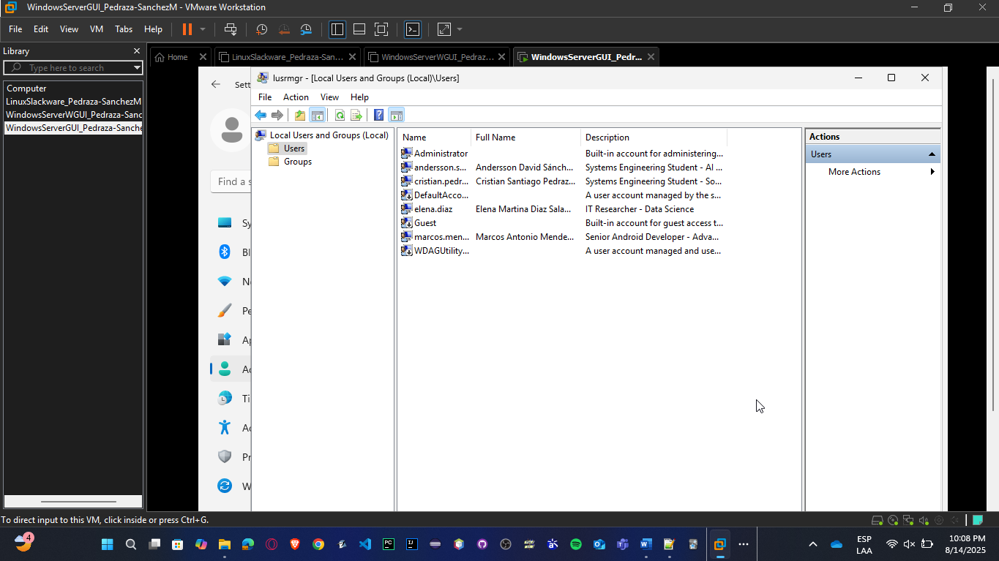 WindowsServerGUI_Pedraza-SanchezM - VMware Workstation
File Edit View VM Tabs Help
Library
Type here to search
Computer
LinuxSlackware_Pedraza-SanchezM
WindowsServerWGUI_Pedraza-Sanc
WindowsServerGUI_Pedraza-Sanche
Home
LinuxSlackware_Pedraza-San...
WindowsServerWGUI_Pedraz...
WindowsServerGUI_Pedr...
Sett
Find a s
Sy
Bl
Ne
Pe
Ap
Ac
Ti
Ac
Pr
W
lusrmgr - [Local Users and Groups (Local)\Users]
File Action View Help
Local Users and Groups (Local)
Users
Groups
Name Full Name Description
Administrator Built-in account for administering...
andersson.s... Andersson David Sánch... Systems Engineering Student - AI ...
cristian.pedr... Cristian Santiago Pedraz... Systems Engineering Student - So...
DefaultAcco... A user account managed by the s...
elena.diaz Elena Martina Diaz Sala... IT Researcher - Data Science
Guest Built-in account for guest access t...
marcos.men... Marcos Antonio Mende... Senior Android Developer - Adva...
WDAGUtility... A user account managed and use...
Actions
Users
More Actions
To direct input to this VM, click inside or press Ctrl+G.
4
ESP
LAA
10:08 PM
8/14/2025